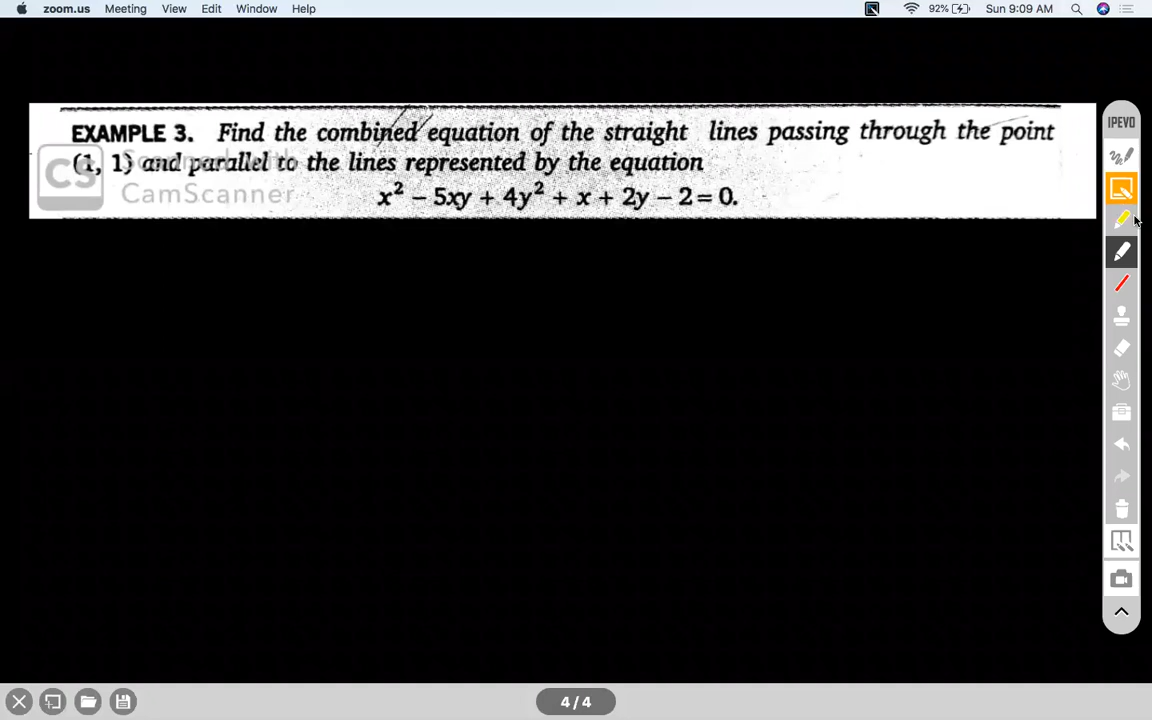 zoom.us Meeting View Edit Window Help 92% Sun 9:09 AM
EXAMPLE 3. Find the combined equation of the straight lines passing through the point
(1, 1) and parallel to the lines represented by the equation
x² − 5xy + 4y² + x + 2y − 2 = 0.
CS
CamScanner
IPEVO
4 / 4